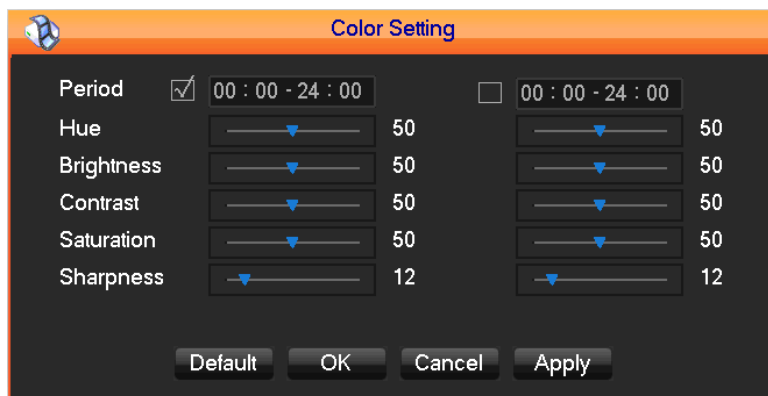 Color Setting
Period 00 : 00 - 24 : 00 00 : 00 - 24 : 00
Hue 50 50
Brightness 50 50
Contrast 50 50
Saturation 50 50
Sharpness 12 12
Default OK Cancel Apply